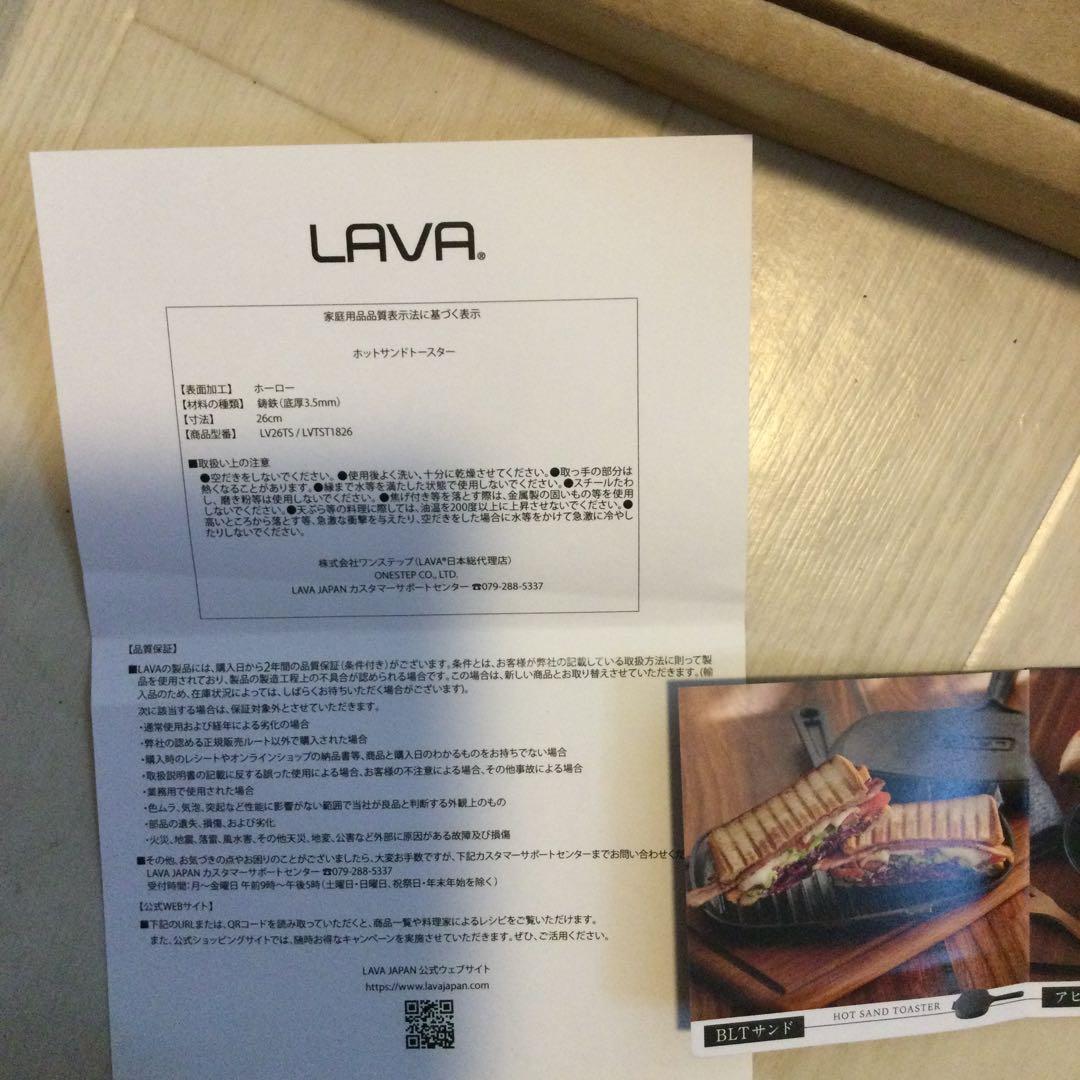 LAVA®
家庭用品品質表示法に基づく表示
ホットサンドトースター
【表面加工】 ホーロー
【材料の種類】 鋳鉄(底厚3.5mm)
【寸法】 26cm
【商品型番】 LV26TS / LVTST1826
■取扱い上の注意
●空だきをしないでください。●使用後よく洗い、十分に乾燥させてください。●取っ手の部分は
熱くなることがあります。●縁まで水等を満たした状態で使用しないでください。●スチールたわ
し、磨き粉等は使用しないでください。●焦げ付き等を落とす際は、金属製の固いもの等を使用
しないでください。●天ぷら等の料理に際しては、油温を200度以上に上昇させないでください。●
高いところから落とす等、急激な衝撃を与えたり、空だきをした場合に水等をかけて急激に冷やし
たりしないでください。
株式会社ワンステップ(LAVA®日本総代理店)
ONESTEP CO., LTD.
LAVA JAPAN カスタマーサポートセンター ☎079-288-5337
【品質保証】
■LAVAの製品には、購入日から2年間の品質保証(条件付き)がございます。条件とは、お客様が弊社の記載している取扱方法に則って製
品を使用されており、製品の製造工程上の不具合が認められる場合です。この場合は、新しい商品とお取り替えさせていただきます。(輸
入品のため、在庫状況によっては、しばらくお待ちいただく場合がございます)。
次に該当する場合は、保証対象外とさせていただきます。
・通常使用および経年による劣化の場合
・弊社の認める正規販売ルート以外で購入された場合
・購入時のレシートやオンラインショップの納品書等、商品と購入日のわかるものをお持ちでない場合
・取扱説明書の記載に反する誤った使用による場合、お客様の不注意による場合、その他事故による場合
・業務用で使用された場合
・色ムラ、気泡、突起など性能に影響がない範囲で当社が良品と判断する外観上のもの
・部品の遺失、損傷、および劣化
・火災、地震、落雷、風水害、その他天災、地変、公害など外部に原因がある故障及び損傷
■その他、お気づきの点やお困りのことがございましたら、大変お手数ですが、下記カスタマーサポートセンターまでお問い合わせくだ
LAVA JAPAN カスタマーサポートセンター ☎079-288-5337
受付時間:月〜金曜日 午前9時〜午後5時(土曜日・日曜日、祝祭日・年末年始を除く)
【公式WEBサイト】
■下記のURLまたは、QRコードを読み取っていただくと、商品一覧や料理家によるレシピをご覧いただけます。
また、公式ショッピングサイトでは、随時お得なキャンペーンを実施させていただきます。ぜひ、ご活用ください。
LAVA JAPAN 公式ウェブサイト
https://www.lavajapan.com
BLTサンド
HOT SAND TOASTER
アヒ